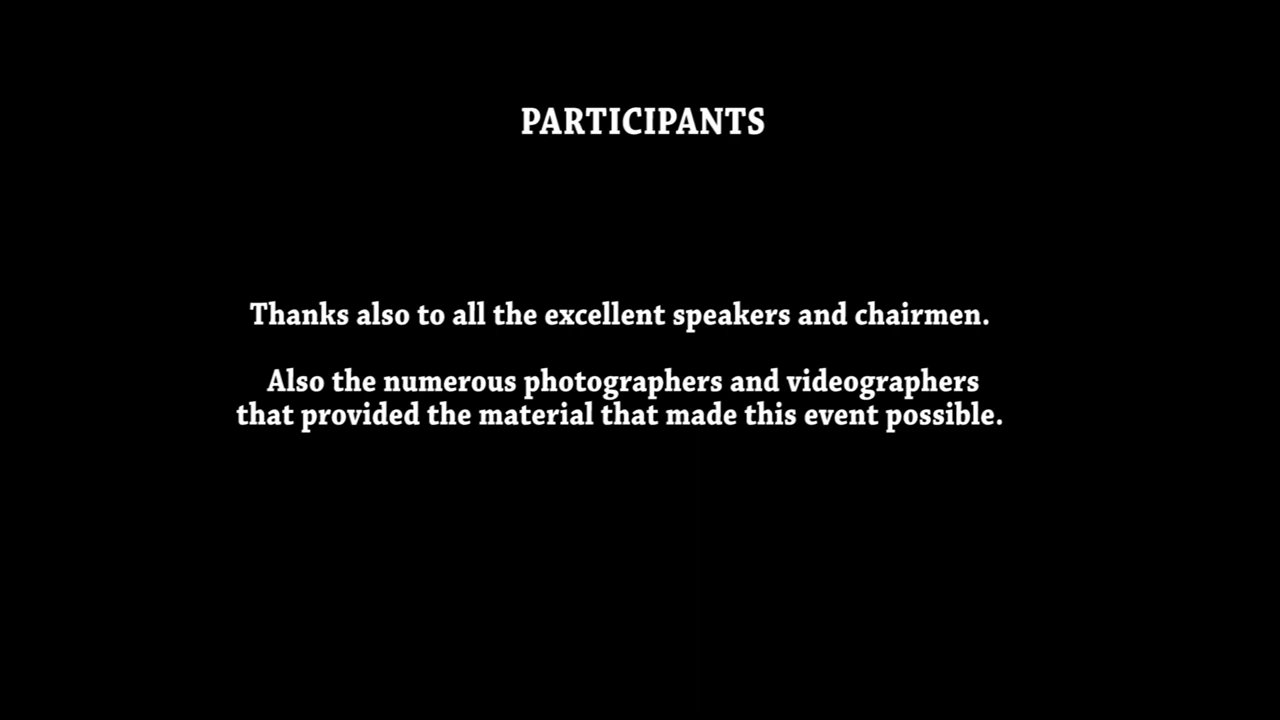 PARTICIPANTS
Thanks also to all the excellent speakers and chairmen.
Also the numerous photographers and videographers
that provided the material that made this event possible.